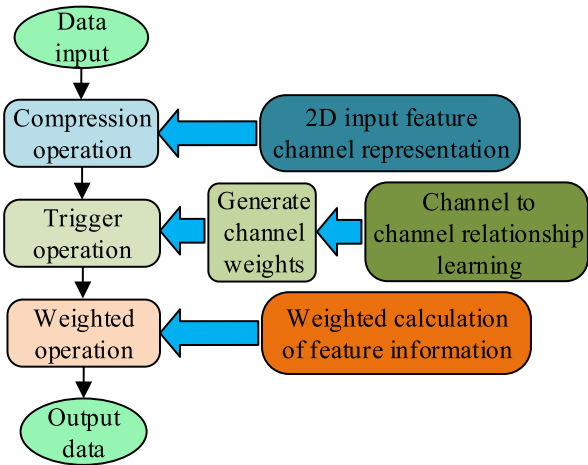 Data
input
Compression
operation
2D input feature
channel representation
Trigger
operation
Generate
channel
weights
Channel to
channel relationship
learning
Weighted
operation
Weighted calculation
of feature information
Output
data